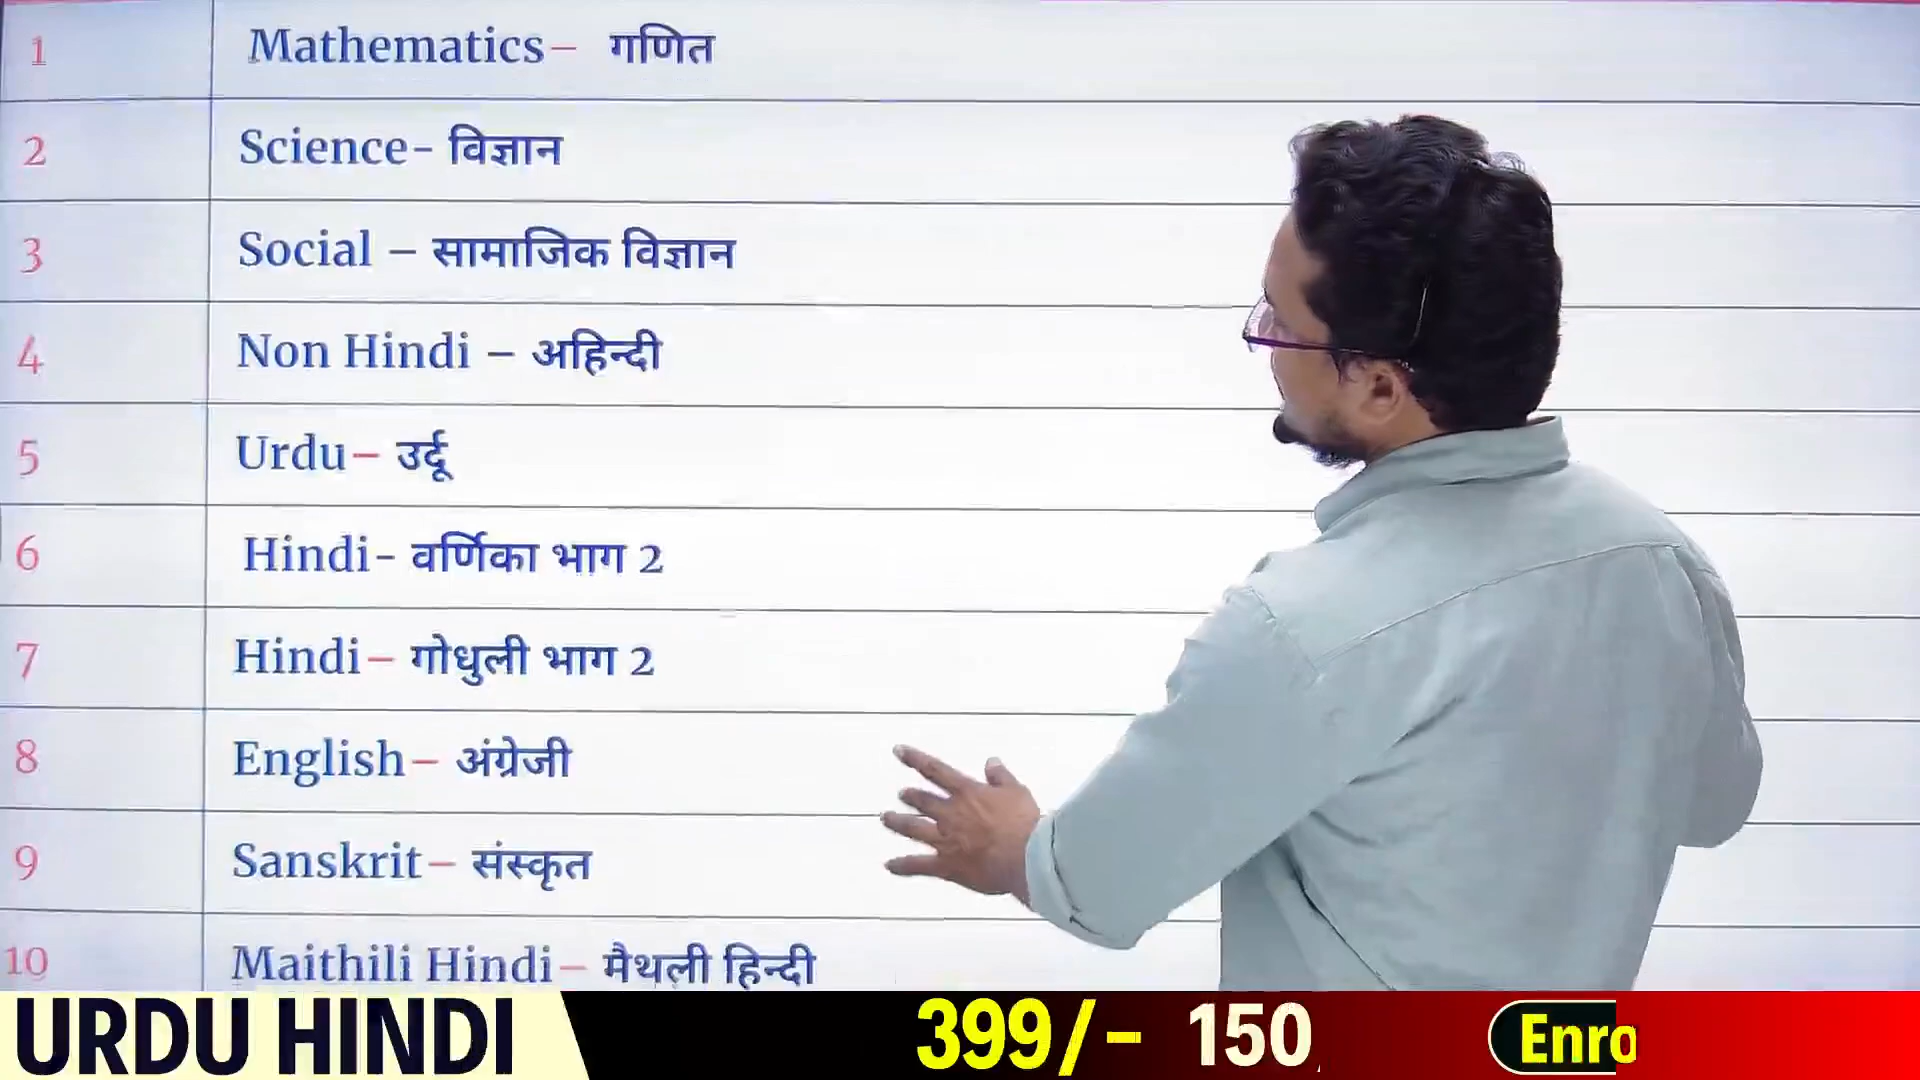 1 Mathematics– गणित
2 Science- विज्ञान
3 Social – सामाजिक विज्ञान
4 Non Hindi – अहिन्दी
5 Urdu– उर्दू
6 Hindi- वर्णिका भाग 2
7 Hindi– गोधुली भाग 2
8 English– अंग्रेजी
9 Sanskrit– संस्कृत
10 Maithili Hindi– मैथली हिन्दी
URDU HINDI 399/- 150 Enro